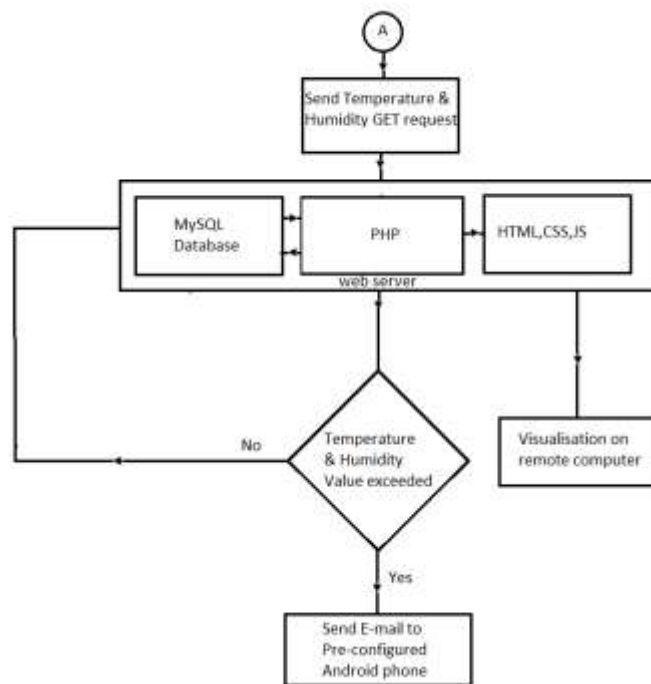 A
Send Temperature &
Humidity GET request
MySQL
Database
PHP
HTML,CSS,JS
web server
No
Temperature
& Humidity
Value exceeded
Visualisation on
remote computer
Yes
Send E-mail to
Pre-configured
Android phone